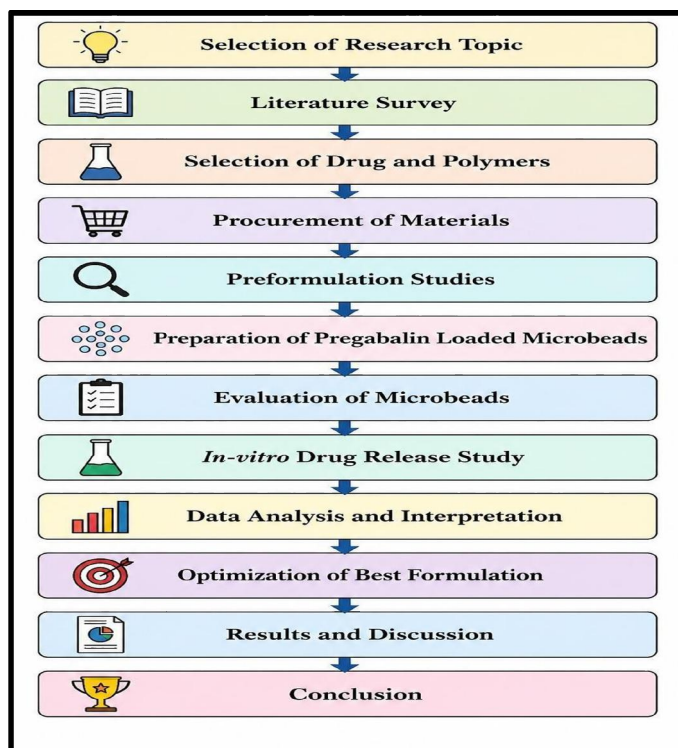 Selection of Research Topic
Literature Survey
Selection of Drug and Polymers
Procurement of Materials
Preformulation Studies
Preparation of Pregabalin Loaded Microbeads
Evaluation of Microbeads
In-vitro Drug Release Study
Data Analysis and Interpretation
Optimization of Best Formulation
Results and Discussion
Conclusion